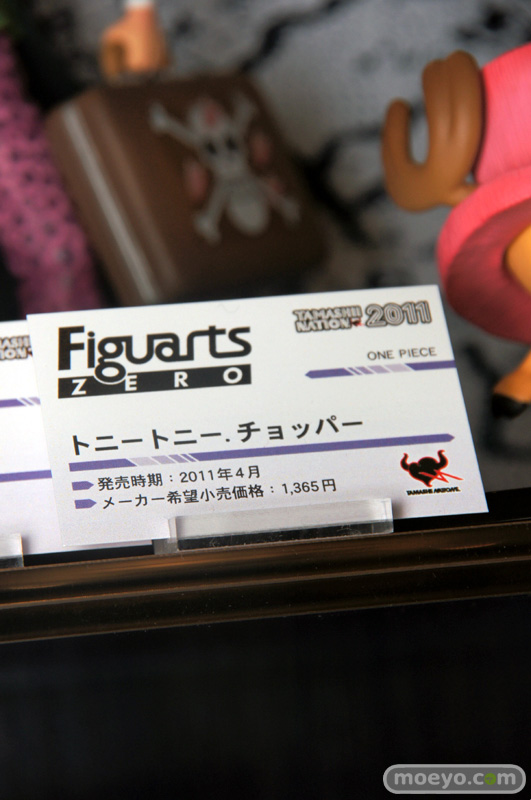 TAMASHII NATION 2011
Figuarts
ZERO
ONE PIECE
トニートニー.チョッパー
発売時期：2011年4月
メーカー希望小売価格：1,365円
TAMASHII NATIONS
moeyo.com